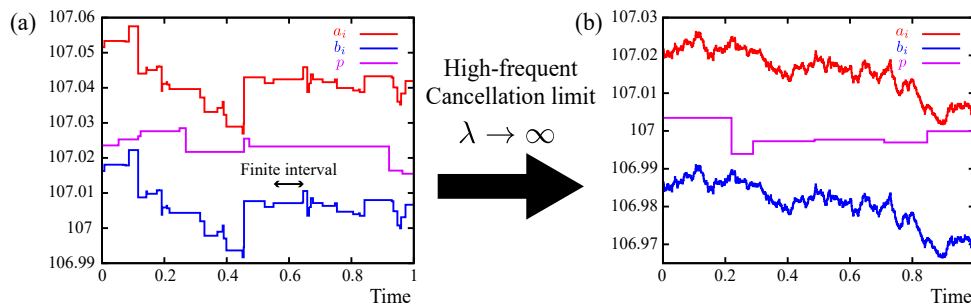 (a)
107.06
107.05
107.04
107.03
107.02
107.01
107
106.99
a_i
b_i
p
Finite interval
0 0.2 0.4 0.6 0.8 1
Time
High-frequent
Cancellation limit
λ → ∞
(b)
107.03
107.02
107.01
107
106.99
106.98
106.97
a_i
b_i
p
0 0.2 0.4 0.6 0.8 1
Time